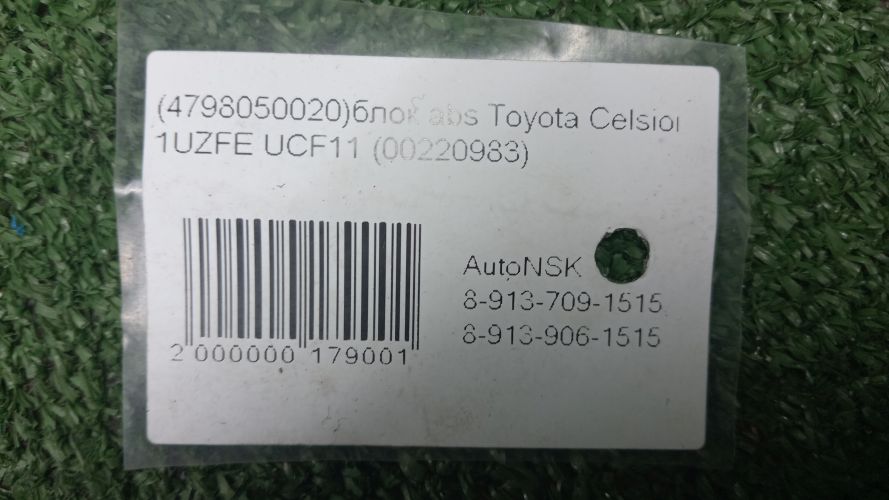 (4798050020)блок abs Toyota Celsior
1UZFE UCF11 (00220983)
AutoNSK
8-913-709-1515
8-913-906-1515
2 000000 179001